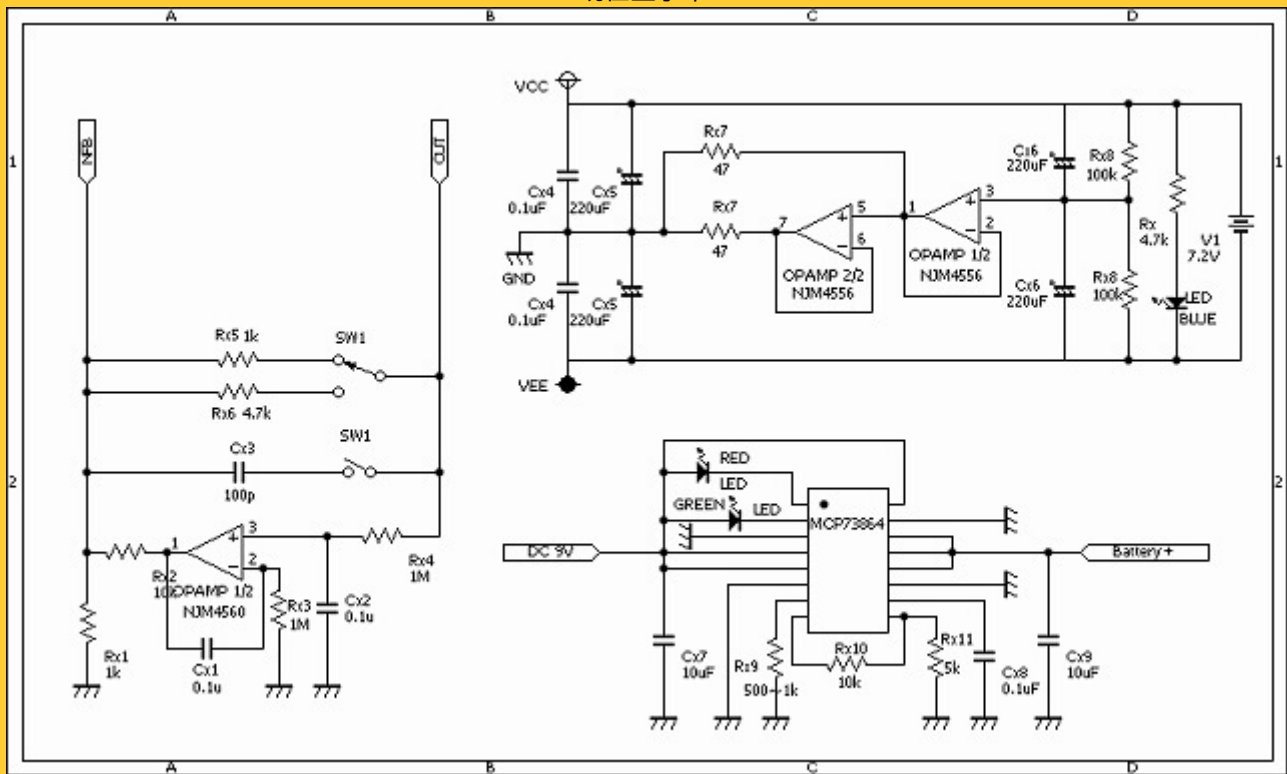 A B C D
1
2
1
2
A B C D
NFB
OUT
Rx5 1k
SW1
Rx6 4.7k
Cx3
SW1
100p
1
3
2
Rx2
OPAMP 1/2
NJM4560
Rx4
1M
Rx3
1M
Cx2
0.1u
Rx1
1k
Cx1
0.1u
VCC
Cx4
0.1uF
Cx5
220uF
Rx7
47
Rx7
47
GND
Cx4
0.1uF
Cx5
220uF
VEE
7
5
6
OPAMP 2/2
NJM4556
1
3
2
OPAMP 1/2
NJM4556
Cx6
220uF
Rx8
100k
Cx6
220uF
Rx8
100k
Rx
4.7k
V1
7.2V
LED
BLUE
RED
LED
GREEN
LED
MCP73864
DC 9V
Battery +
Cx7
10uF
Rx9
500~1k
Rx10
10k
Rx11
5k
Cx8
0.1uF
Cx9
10uF